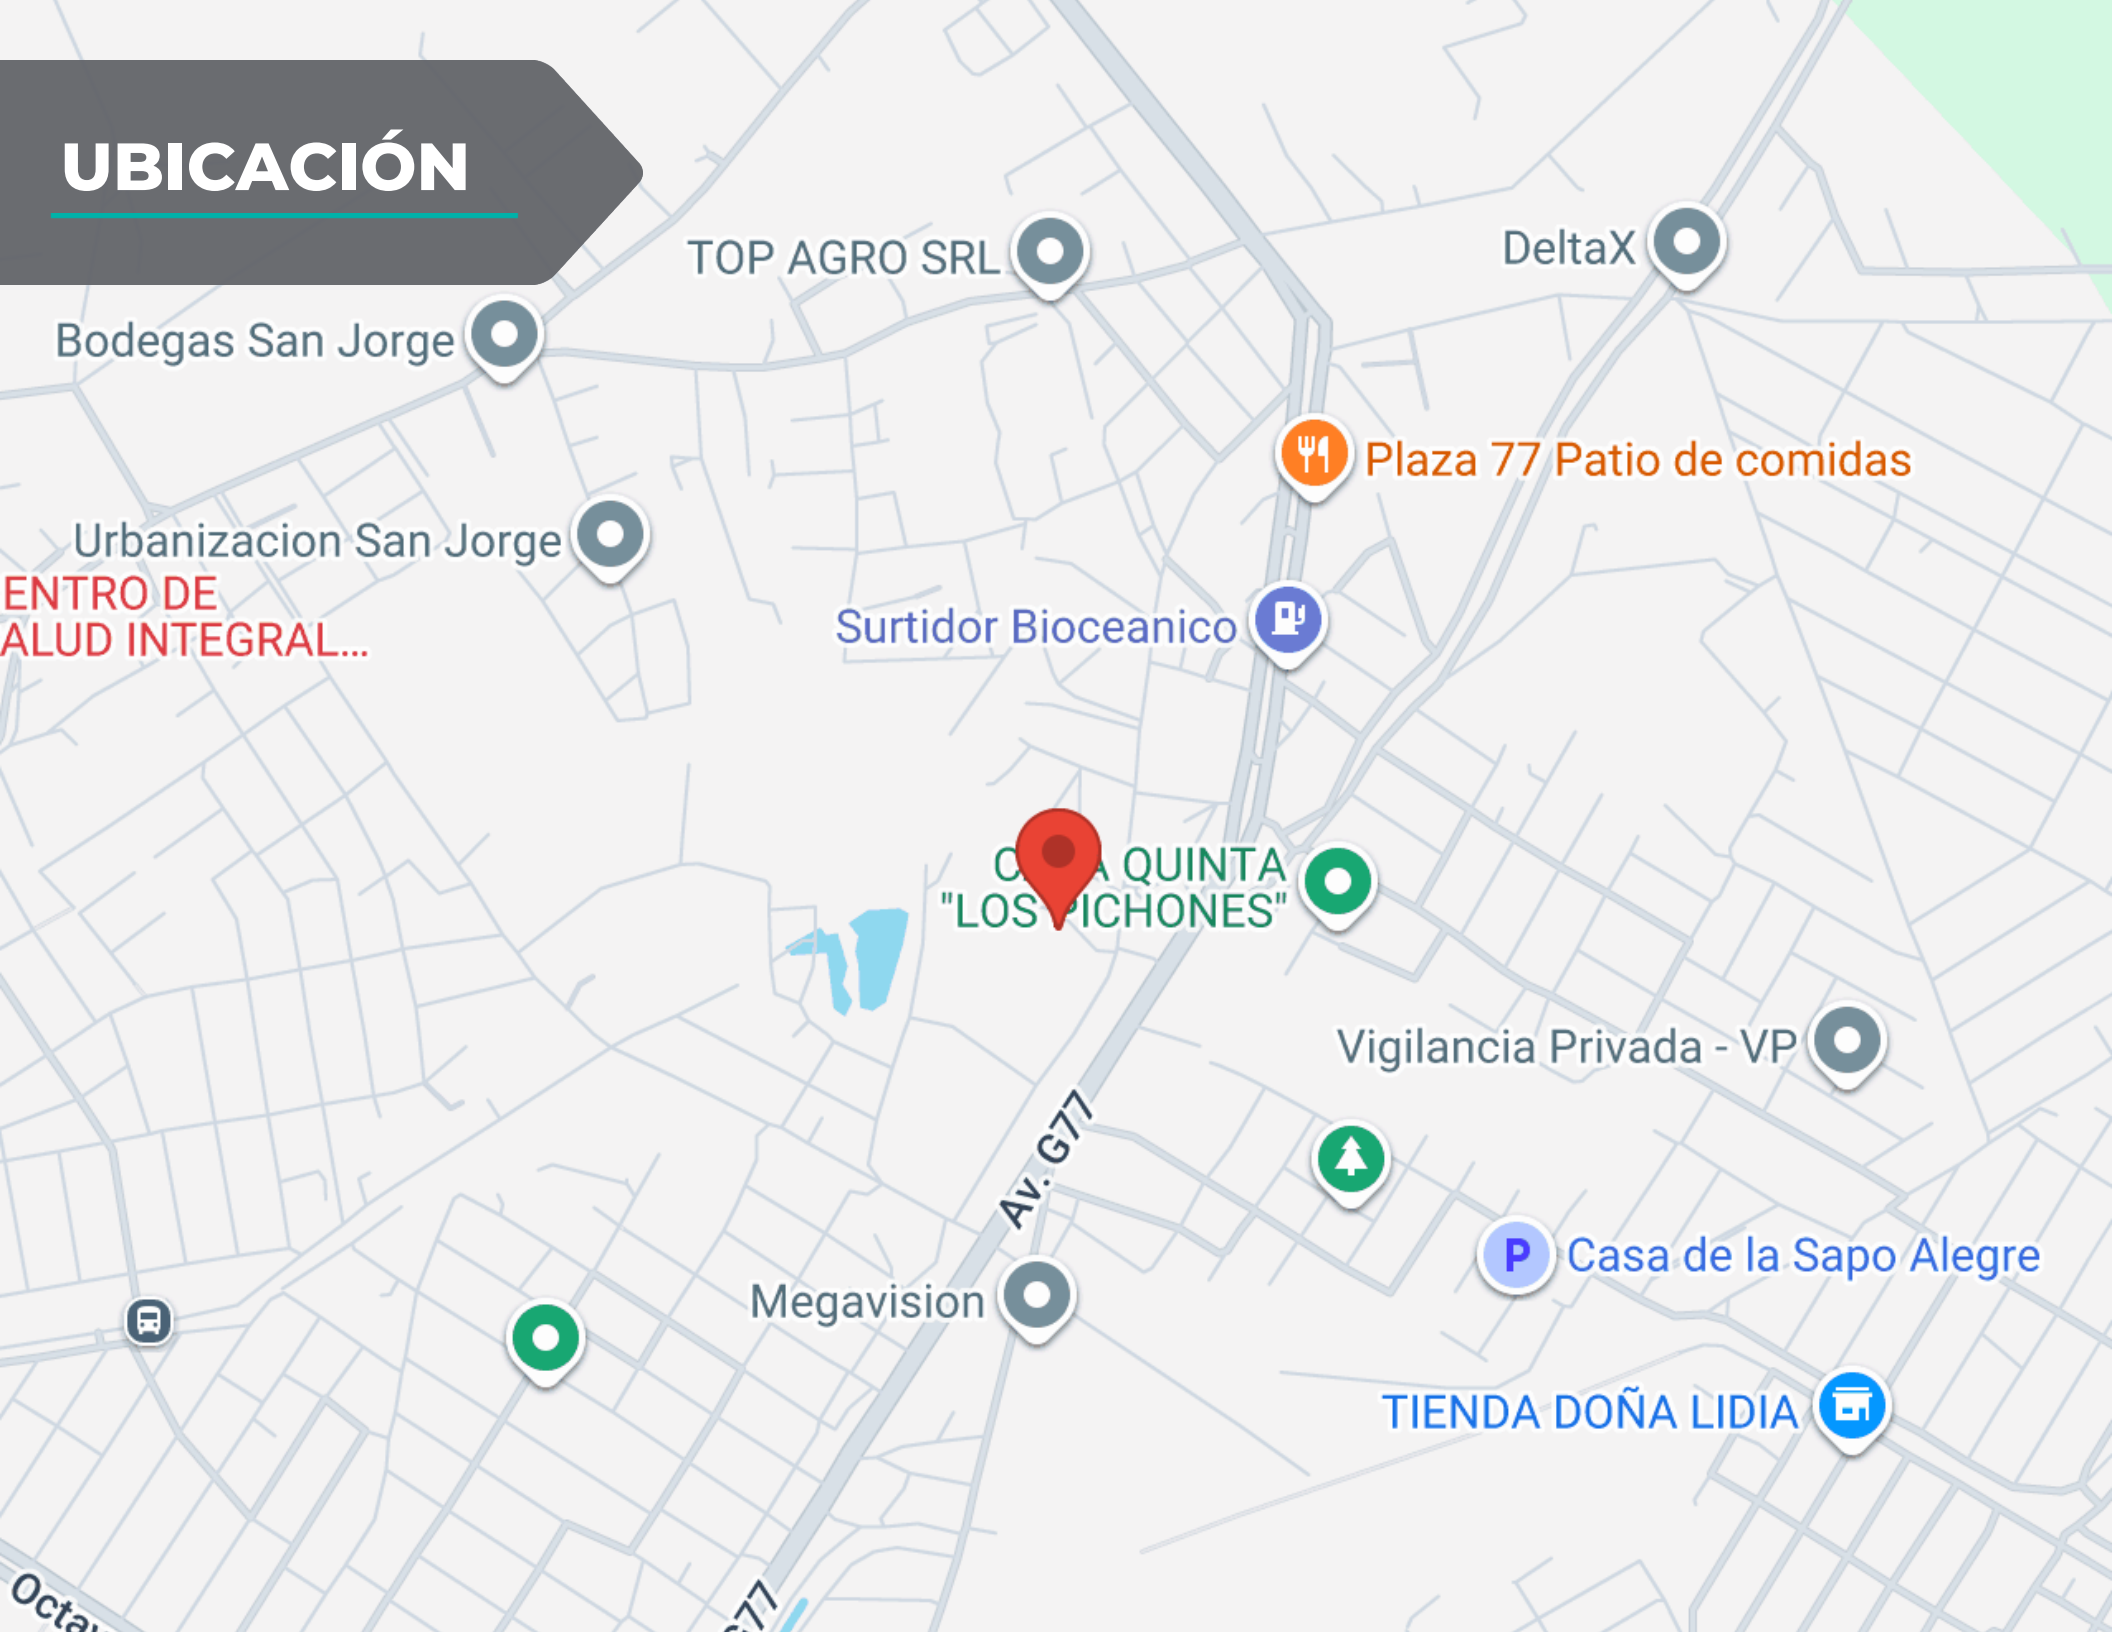 UBICACIÓN
TOP AGRO SRL
DeltaX
Bodegas San Jorge
Plaza 77 Patio de comidas
Urbanizacion San Jorge
ENTRO DE
ALUD INTEGRAL...
Surtidor Bioceanico
QUINTA
"LOS PICHONES"
Vigilancia Privada - VP
Av. G77
P Casa de la Sapo Alegre
Megavision
TIENDA DOÑA LIDIA
G77